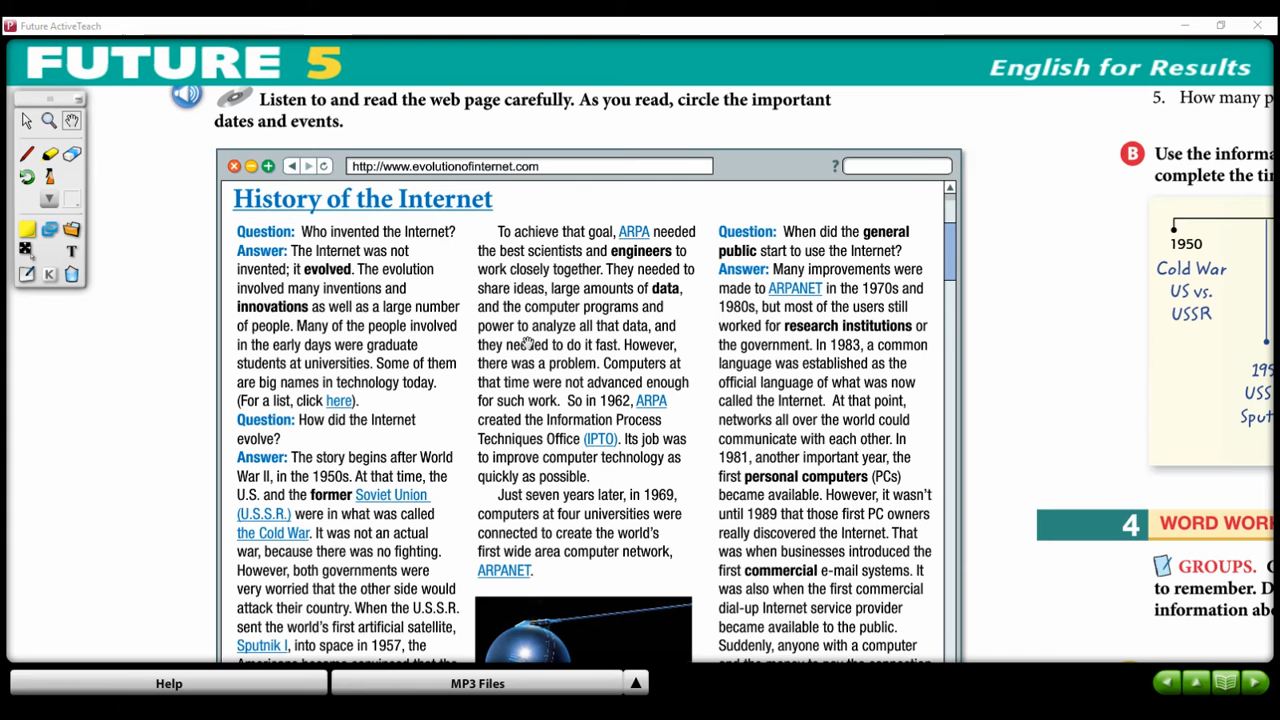 Future ActiveTeach
FUTURE 5
English for Results
Listen to and read the web page carefully. As you read, circle the important
dates and events.
http://www.evolutionofinternet.com
?
History of the Internet
Question: Who invented the Internet?
Answer: The Internet was not
invented; it evolved. The evolution
involved many inventions and
innovations as well as a large number
of people. Many of the people involved
in the early days were graduate
students at universities. Some of them
are big names in technology today.
(For a list, click here).
Question: How did the Internet
evolve?
Answer: The story begins after World
War II, in the 1950s. At that time, the
U.S. and the former Soviet Union
(U.S.S.R.) were in what was called
the Cold War. It was not an actual
war, because there was no fighting.
However, both governments were
very worried that the other side would
attack their country. When the U.S.S.R.
sent the world's first artificial satellite,
Sputnik I, into space in 1957, the
Americans became convinced that the
To achieve that goal, ARPA needed
the best scientists and engineers to
work closely together. They needed to
share ideas, large amounts of data,
and the computer programs and
power to analyze all that data, and
they needed to do it fast. However,
there was a problem. Computers at
that time were not advanced enough
for such work. So in 1962, ARPA
created the Information Process
Techniques Office (IPTO). Its job was
to improve computer technology as
quickly as possible.
Just seven years later, in 1969,
computers at four universities were
connected to create the world's
first wide area computer network,
ARPANET.
Question: When did the general
public start to use the Internet?
Answer: Many improvements were
made to ARPANET in the 1970s and
1980s, but most of the users still
worked for research institutions or
the government. In 1983, a common
language was established as the
official language of what was now
called the Internet. At that point,
networks all over the world could
communicate with each other. In
1981, another important year, the
first personal computers (PCs)
became available. However, it wasn't
until 1989 that those first PC owners
really discovered the Internet. That
was when businesses introduced the
first commercial e-mail systems. It
was also when the first commercial
dial-up Internet service provider
became available to the public.
Suddenly, anyone with a computer
and the money to pay the connection
5. How many p
B Use the informa
complete the ti
1950
Cold War
US vs.
USSR
195
USS
Sput
4 WORD WOR
GROUPS.
to remember. D
information abo
T
K
Help
MP3 Files